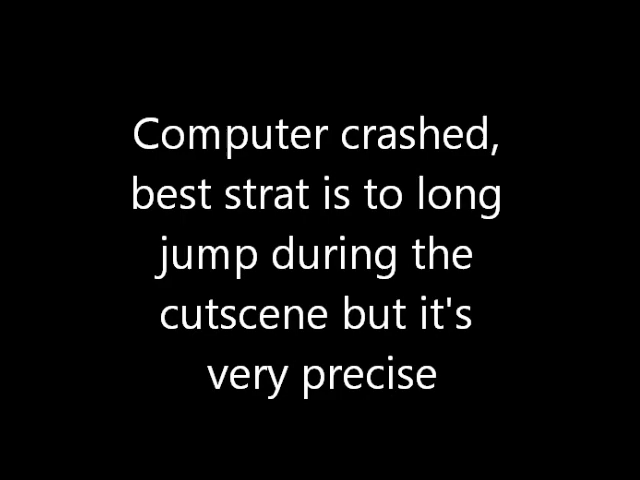 Computer crashed,
best strat is to long
jump during the
cutscene but it's
very precise